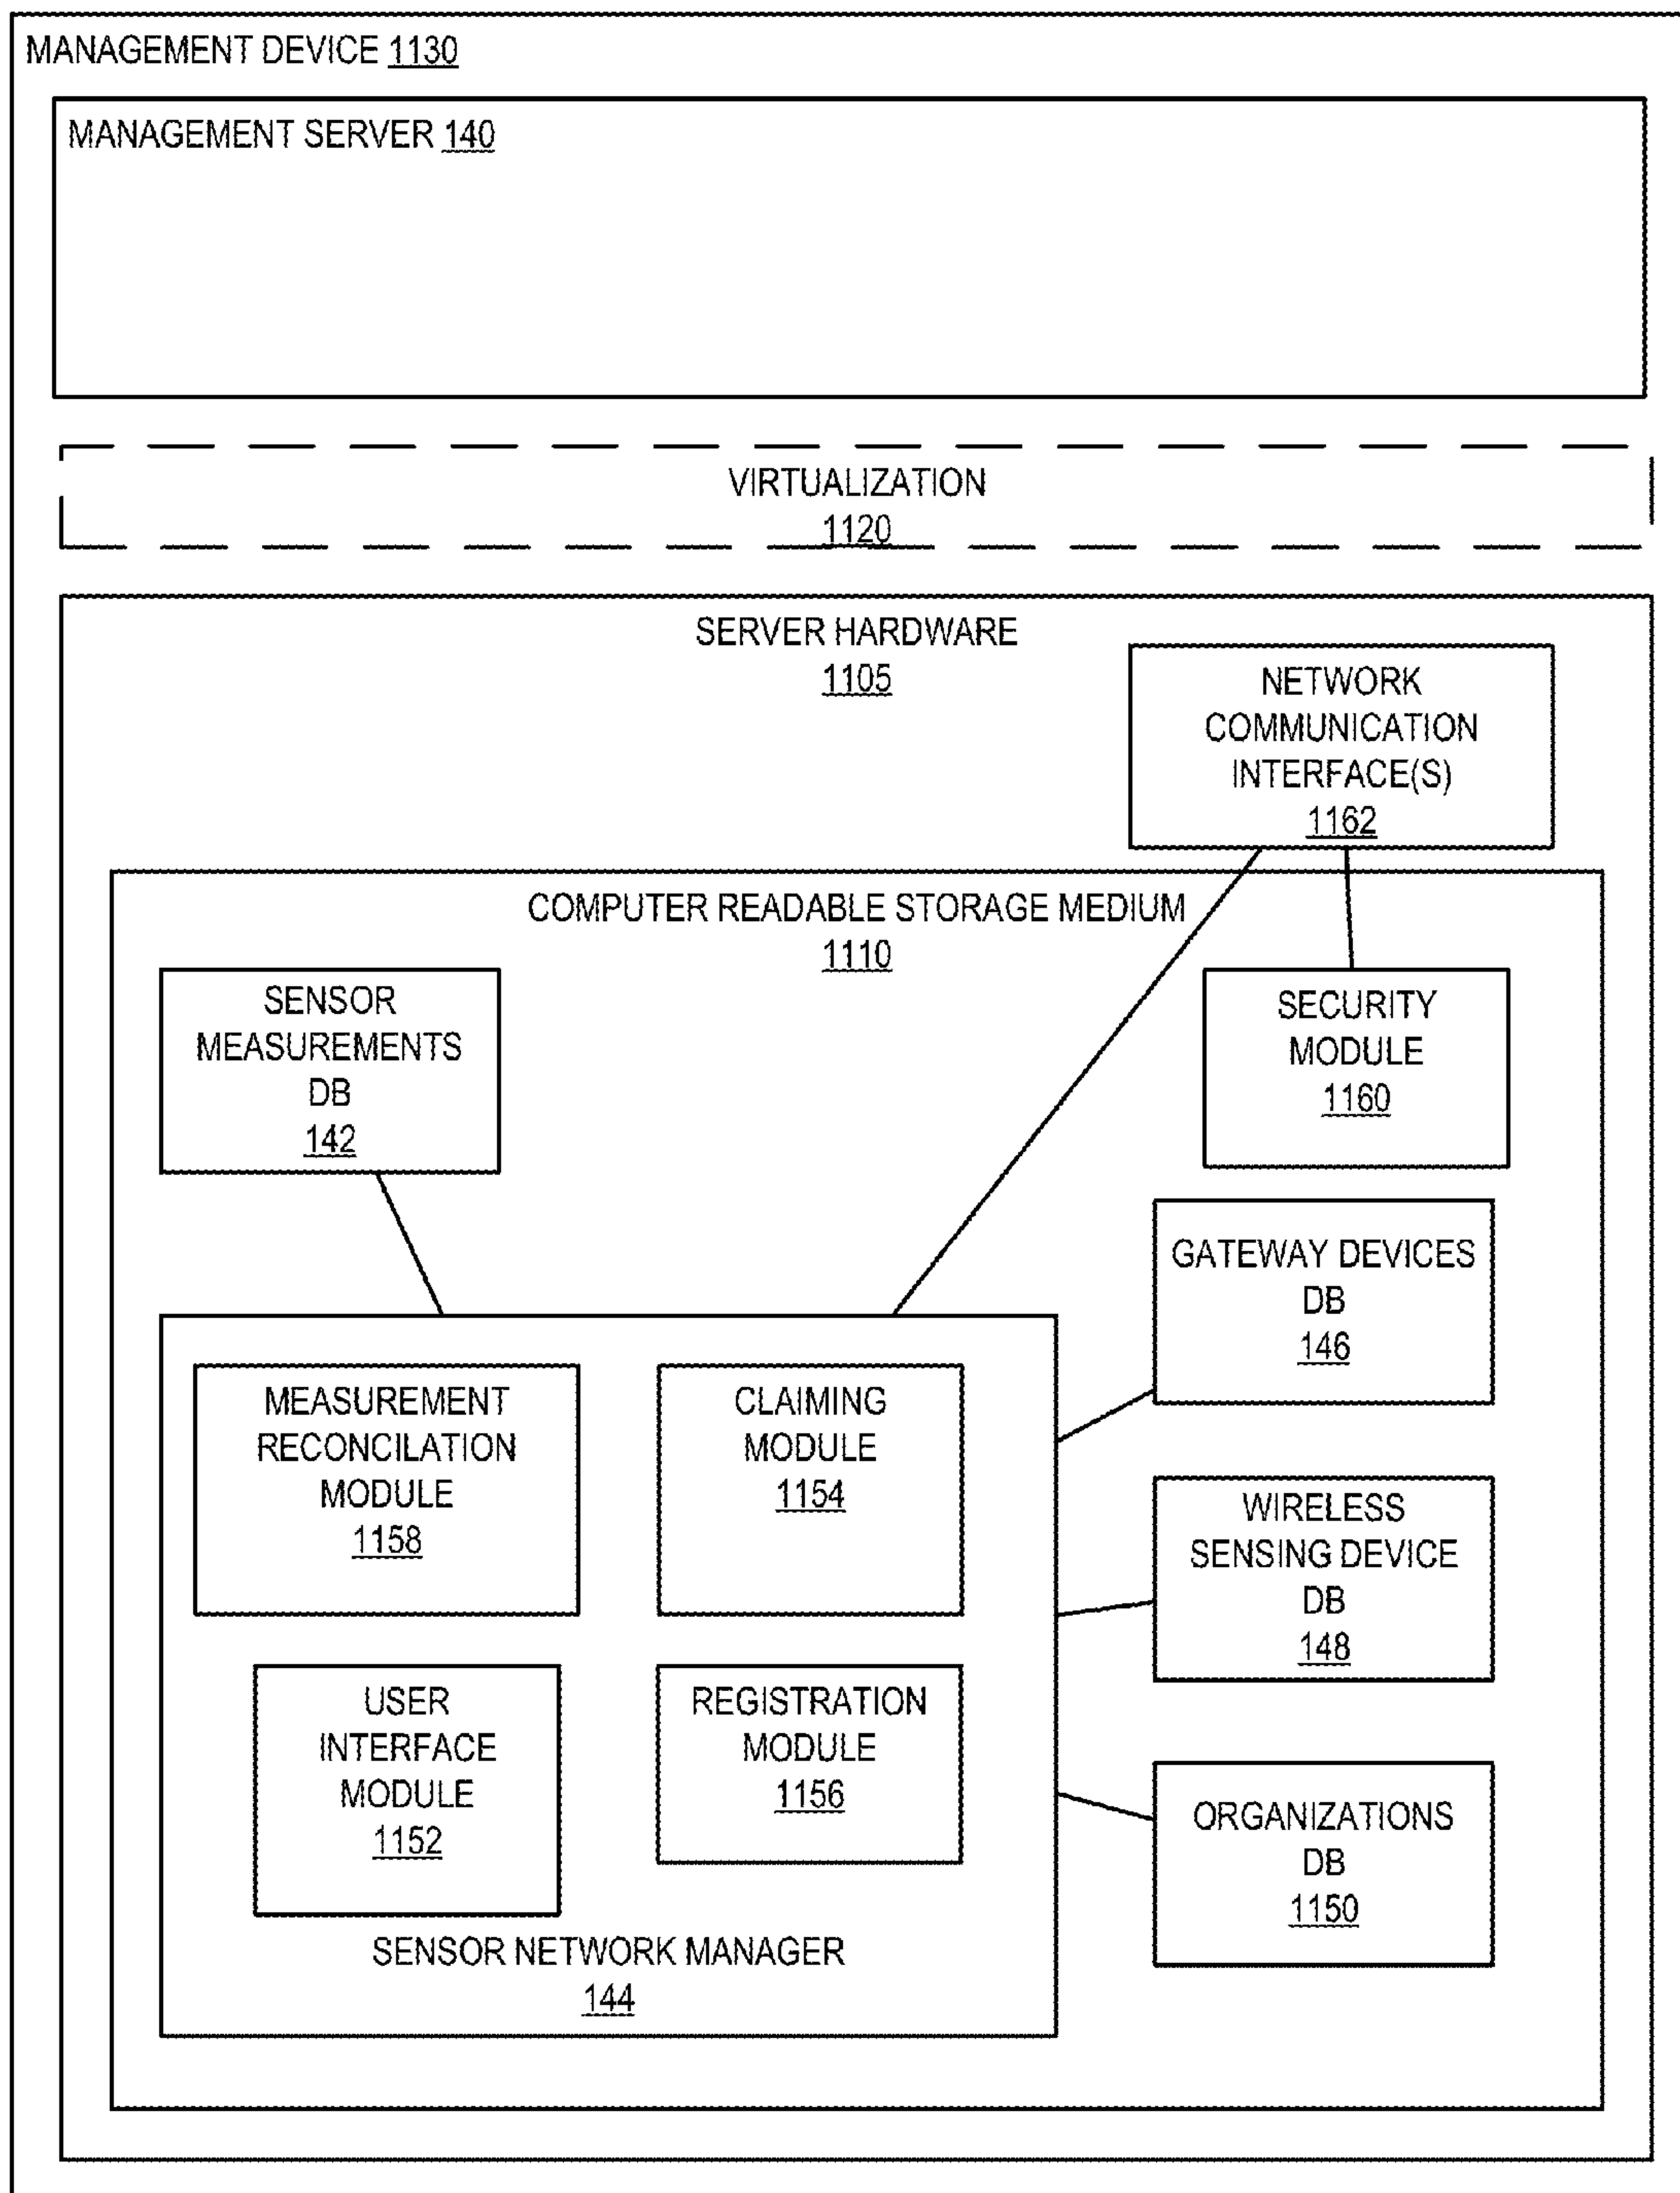 MANAGEMENT DEVICE 1130
MANAGEMENT SERVER 140
VIRTUALIZATION
1120
SERVER HARDWARE
1105
NETWORK
COMMUNICATION
INTERFACE(S)
1162
COMPUTER READABLE STORAGE MEDIUM
1110
SENSOR
MEASUREMENTS
DB
142
SECURITY
MODULE
1160
GATEWAY DEVICES
DB
146
MEASUREMENT
RECONCILATION
MODULE
1158
CLAIMING
MODULE
1154
WIRELESS
SENSING DEVICE
DB
148
USER
INTERFACE
MODULE
1152
REGISTRATION
MODULE
1156
ORGANIZATIONS
DB
1150
SENSOR NETWORK MANAGER
144